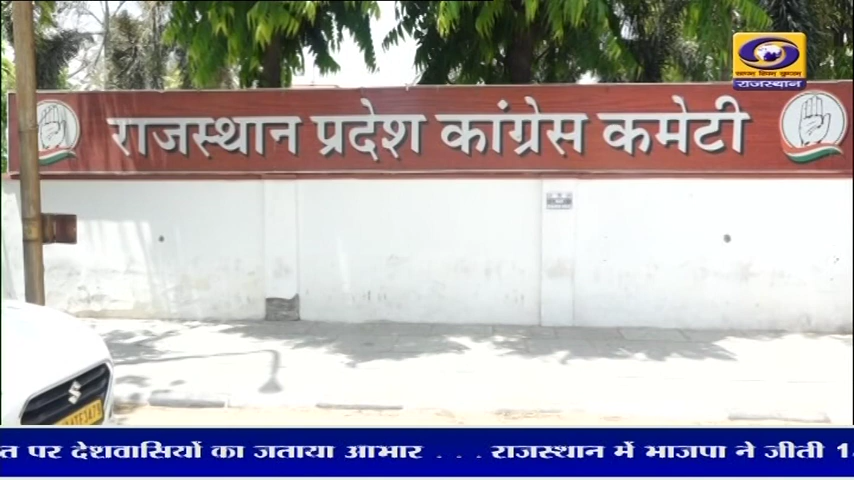 राजस्थान
राजस्थान प्रदेश कांग्रेस कमेटी
पर देशवासियों का जताया आभार . . . राजस्थान में भाजपा ने जीती